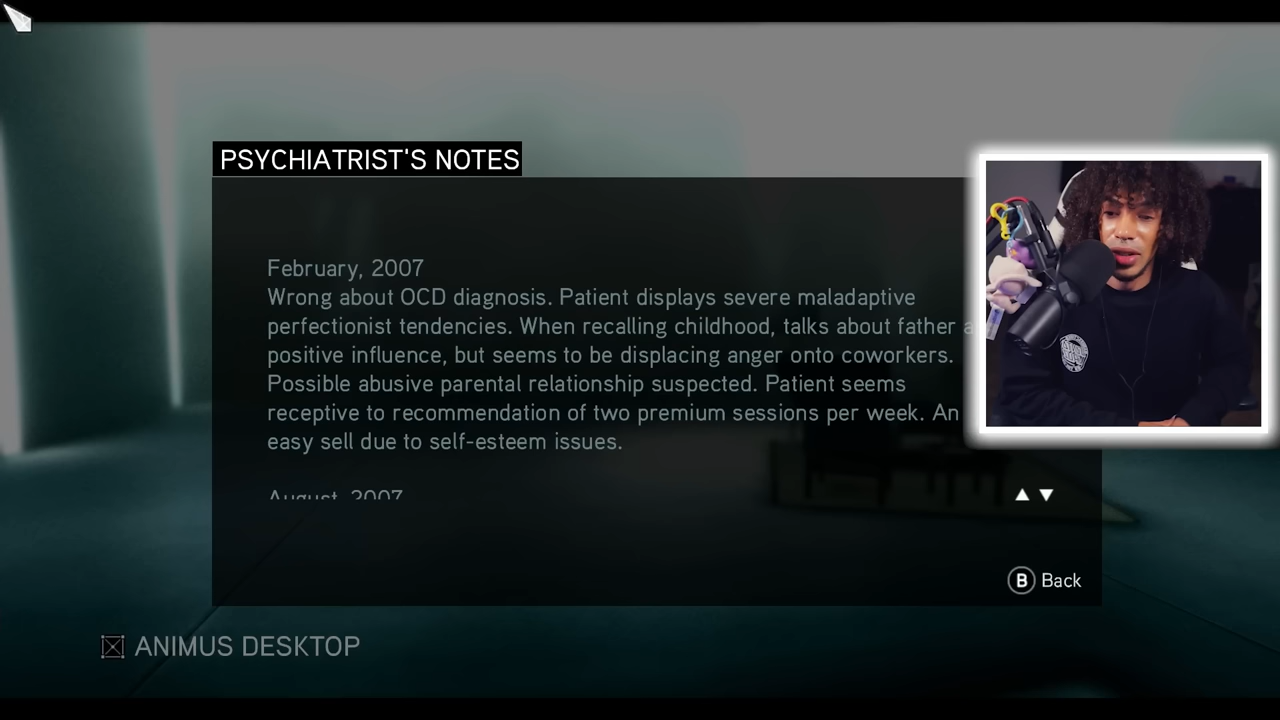 PSYCHIATRIST'S NOTES
February, 2007
Wrong about OCD diagnosis. Patient displays severe maladaptive
perfectionist tendencies. When recalling childhood, talks about father
positive influence, but seems to be displacing anger onto coworkers.
Possible abusive parental relationship suspected. Patient seems
receptive to recommendation of two premium sessions per week. An
easy sell due to self-esteem issues.
August, 2007
B Back
ANIMUS DESKTOP